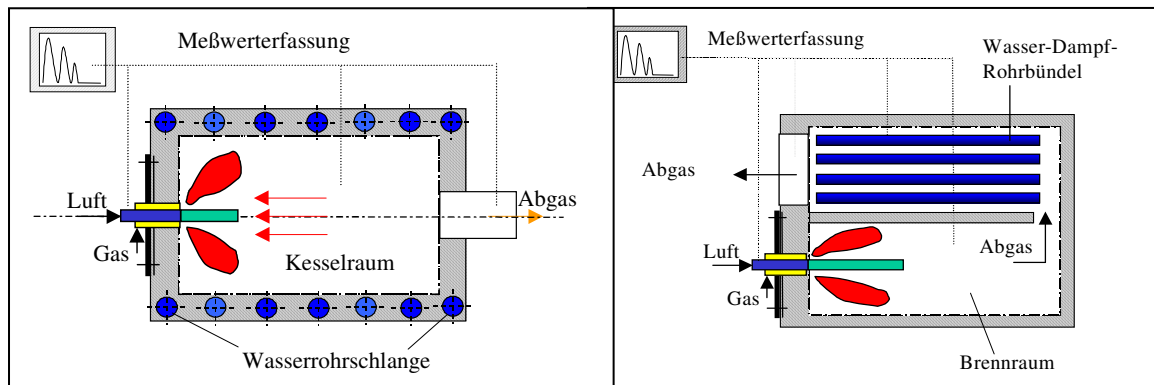 Meßwerterfassung
Luft
Gas
Kesselraum
Abgas
Wasserrohrschlange
Meßwerterfassung
Wasser-Dampf-
Rohrbündel
Abgas
Abgas
Luft
Gas
Brennraum